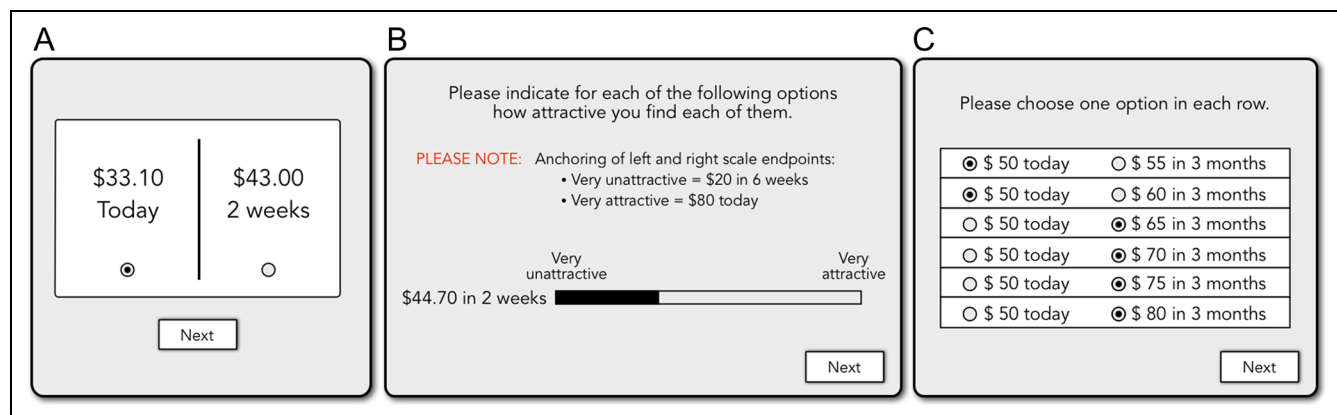 A
B
C
$33.10
Today
$43.00
2 weeks
Next
Please indicate for each of the following options
how attractive you find each of them.
PLEASE NOTE: Anchoring of left and right scale endpoints:
• Very unattractive = $20 in 6 weeks
• Very attractive = $80 today
Very
unattractive
Very
attractive
$44.70 in 2 weeks
Next
Please choose one option in each row.
$ 50 today $ 55 in 3 months
$ 50 today $ 60 in 3 months
$ 50 today $ 65 in 3 months
$ 50 today $ 70 in 3 months
$ 50 today $ 75 in 3 months
$ 50 today $ 80 in 3 months
Next